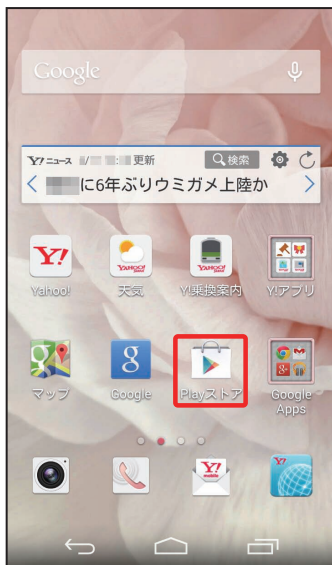 Google
Y!ニュース 更新 検索
に6年ぶりウミガメ上陸か
Y!
YAHOO!
YAHOO!
Yahoo!
天気
Y!乗換案内
Y!アプリ
8
マップ
Google
Playストア
Google
Apps
Y!
mobile
Y!